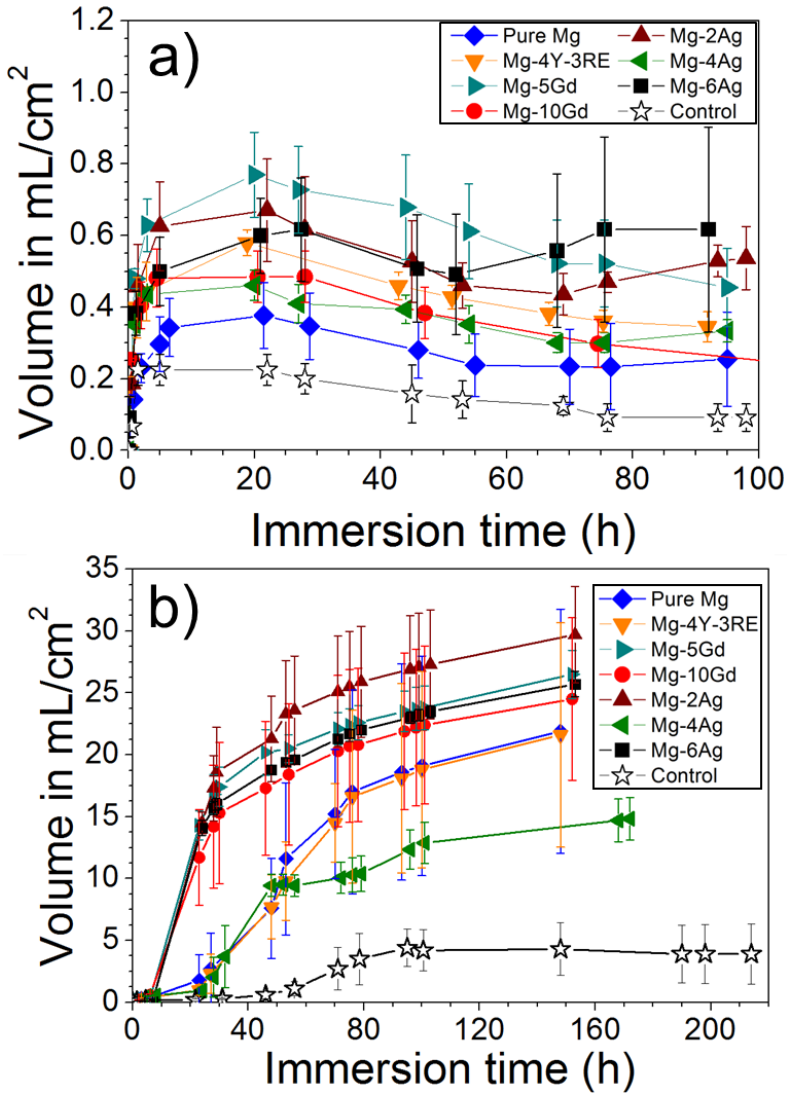 a)
Pure Mg Mg-2Ag
Mg-4Y-3RE Mg-4Ag
Mg-5Gd Mg-6Ag
Mg-10Gd Control
Volume in mL/cm²
1.2
1.0
0.8
0.6
0.4
0.2
0.0
0 20 40 60 80 100
Immersion time (h)
b)
Pure Mg
Mg-4Y-3RE
Mg-5Gd
Mg-10Gd
Mg-2Ag
Mg-4Ag
Mg-6Ag
Control
Volume in mL/cm²
35
30
25
20
15
10
5
0
0 40 80 120 160 200
Immersion time (h)